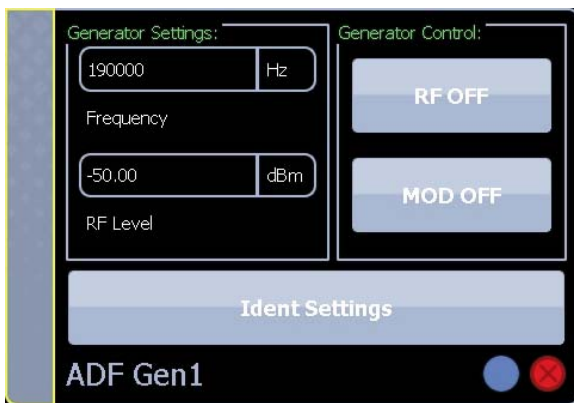 Generator Settings:
190000 Hz
Frequency
-50.00 dBm
RF Level
Generator Control:
RF OFF
MOD OFF
Ident Settings
ADF Gen1